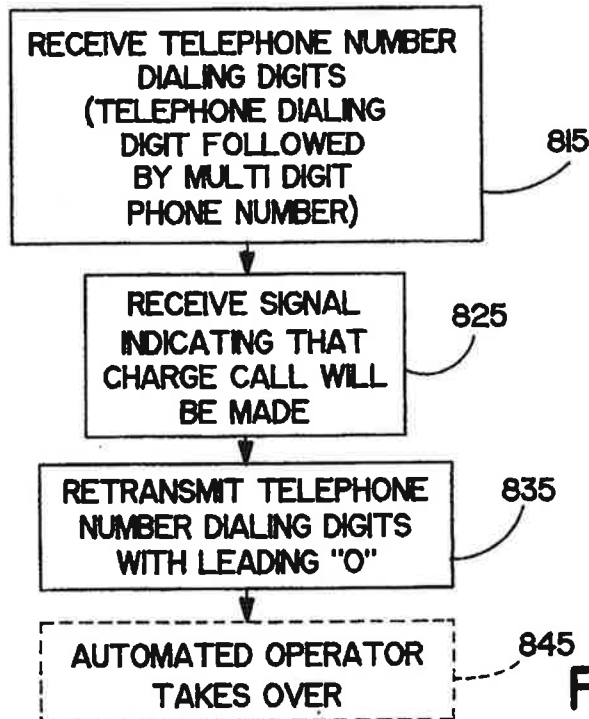 RECEIVE TELEPHONE NUMBER
DIALING DIGITS
(TELEPHONE DIALING
DIGIT FOLLOWED
BY MULTI DIGIT
PHONE NUMBER)
815
RECEIVE SIGNAL
INDICATING THAT
CHARGE CALL WILL
BE MADE
825
RETRANSMIT TELEPHONE
NUMBER DIALING DIGITS
WITH LEADING "0"
835
AUTOMATED OPERATOR
TAKES OVER
845
F